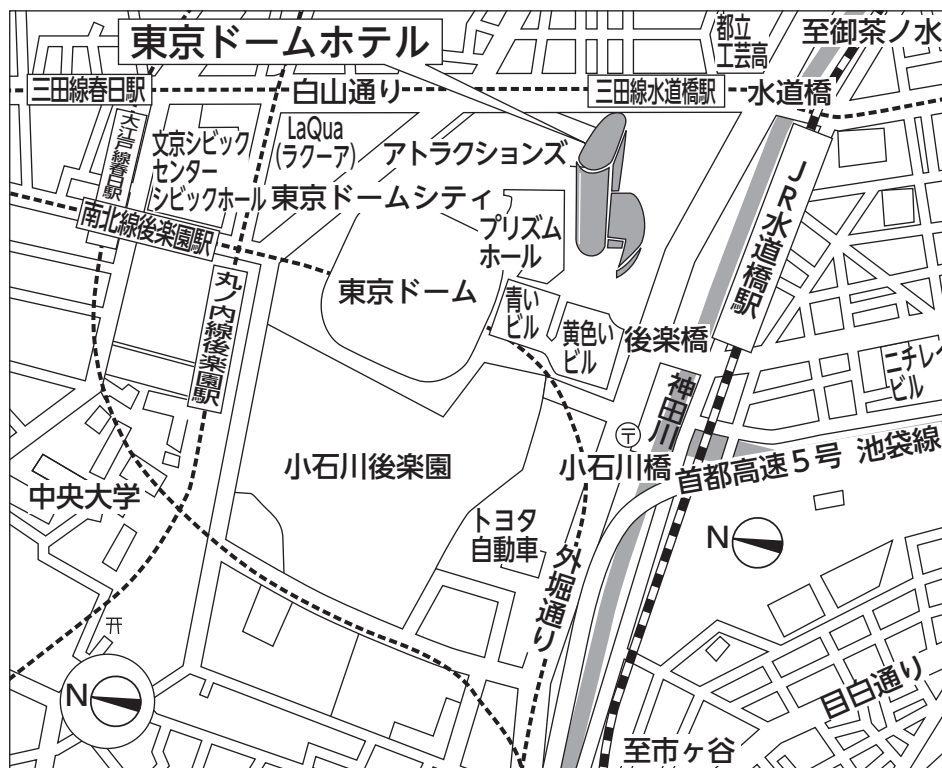 東京ドームホテル
都立
工芸高
至御茶ノ水
三田線春日駅
白山通り
三田線水道橋駅
水道橋
大江戸線春日駅
文京シビック
センター
シビックホール
LaQua
(ラクーア)
アトラクションズ
東京ドームシティ
JR水道橋駅
南北線後楽園駅
プリズム
ホール
丸ノ内線後楽園駅
東京ドーム
青い
ビル
黄色い
ビル
後楽橋
ニチレイ
ビル
神田川
〒
小石川後楽園
小石川橋
首都高速5号 池袋線
中央大学
トヨタ
自動車
N
外堀通り
N
目白通り
至市ヶ谷